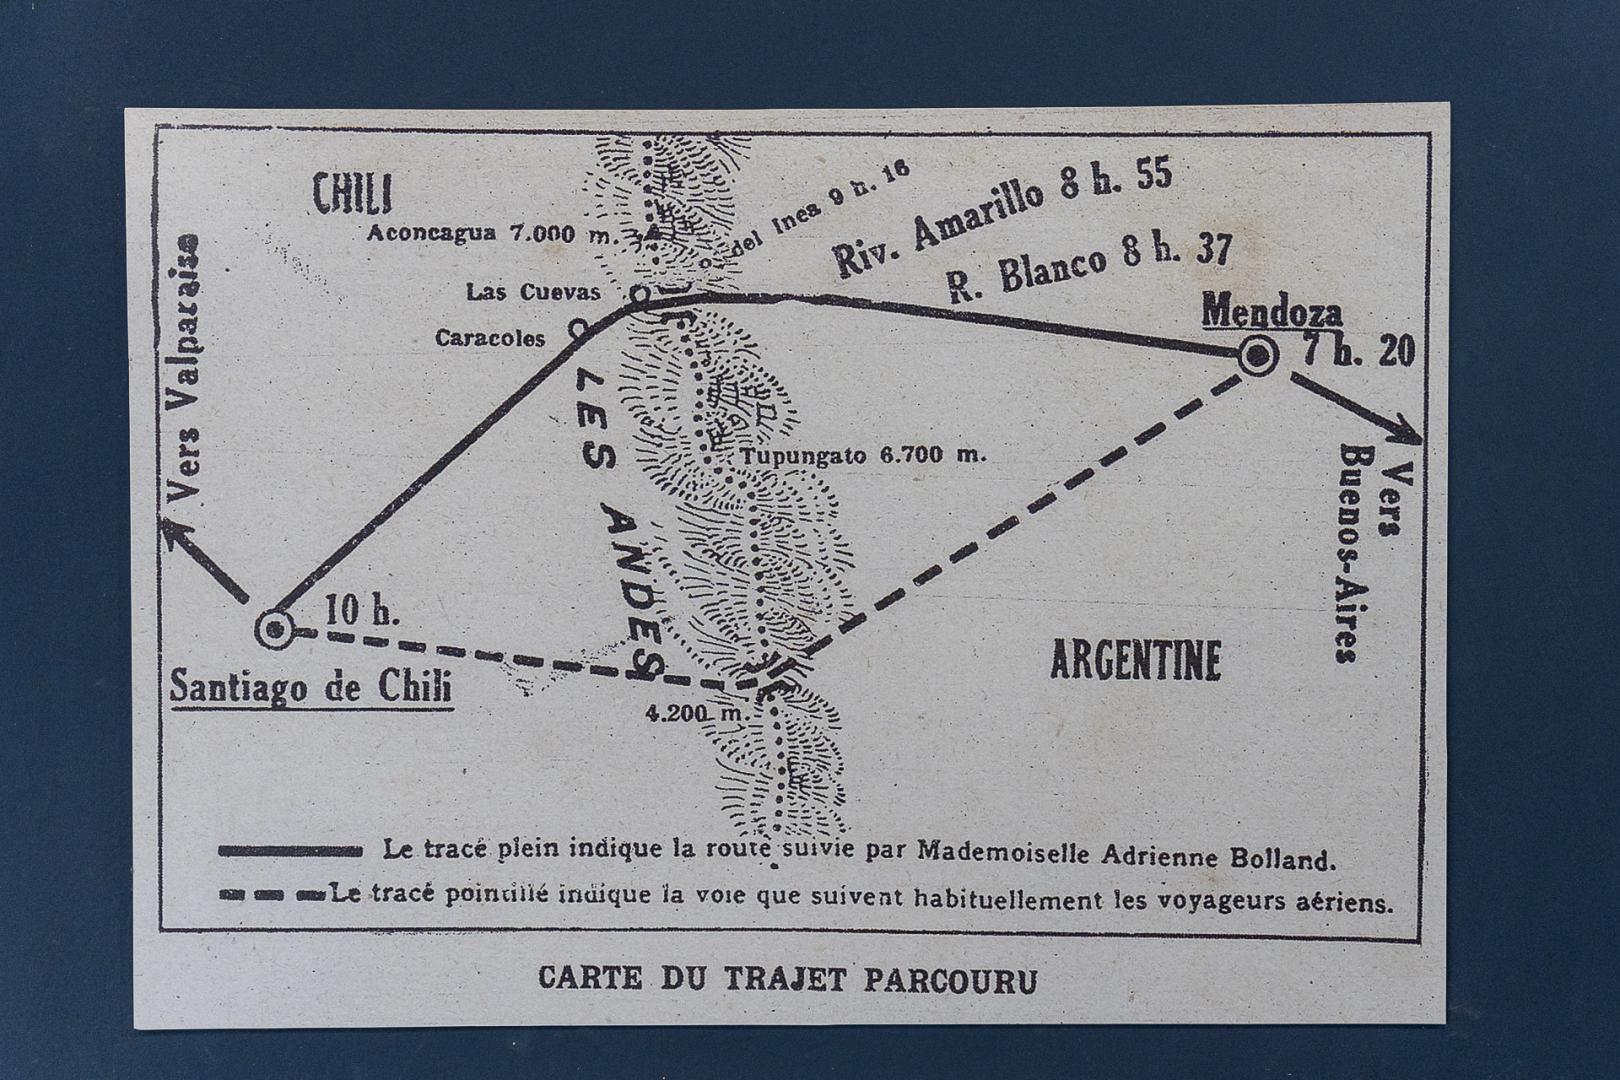 CHILI
Aconcagua 7.000 m.
del Inca 9 h. 16
Riv. Amarillo 8 h. 55
R. Blanco 8 h. 37
Las Cuevas
Caracoles
Mendoza
7 h. 20
Vers Valparaiso
LES ANDES
Tupungato 6.700 m.
Vers
Buenos-Aires
10 h.
Santiago de Chili
ARGENTINE
4.200 m.
Le tracé plein indique la route suivie par Mademoiselle Adrienne Bolland.
Le tracé pointillé indique la voie que suivent habituellement les voyageurs aériens.
CARTE DU TRAJET PARCOURU